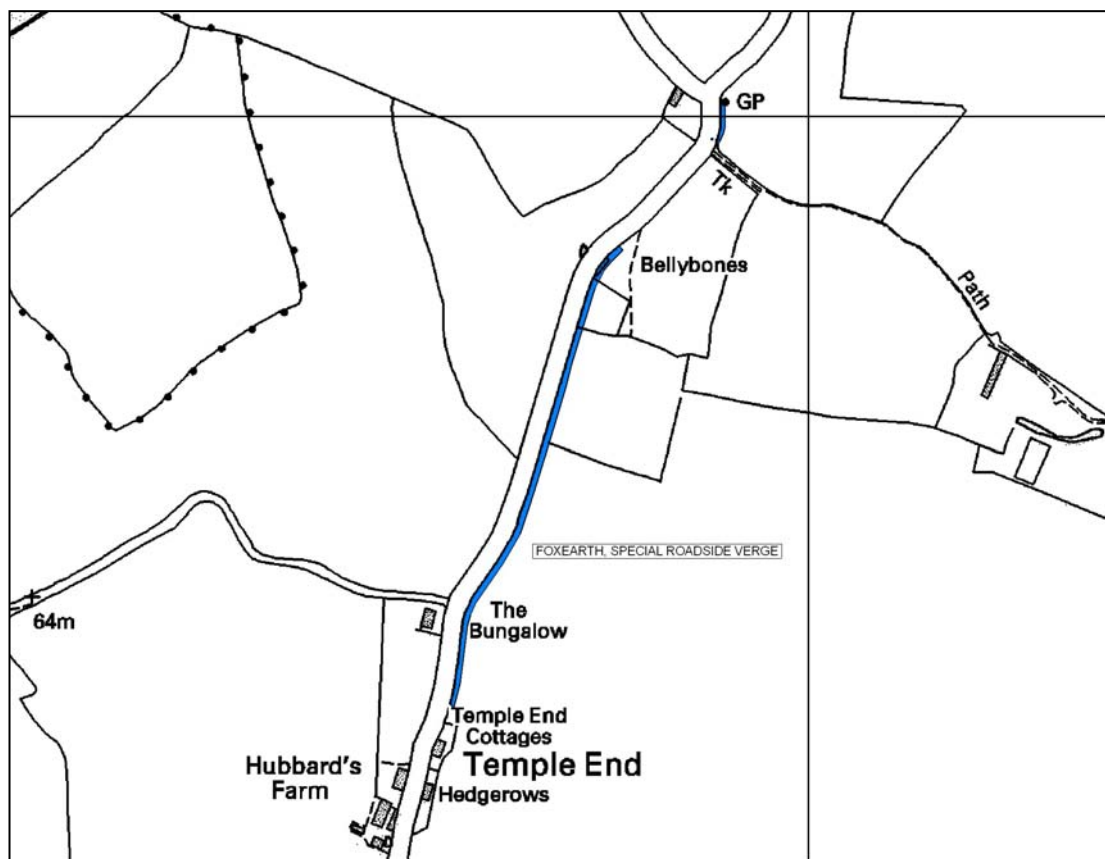 GP
Tk
Bellybones
Path
FOXEARTH, SPECIAL ROADSIDE VERGE
64m
The
Bungalow
Temple End
Cottages
Temple End
Hubbard's
Farm
Hedgerows